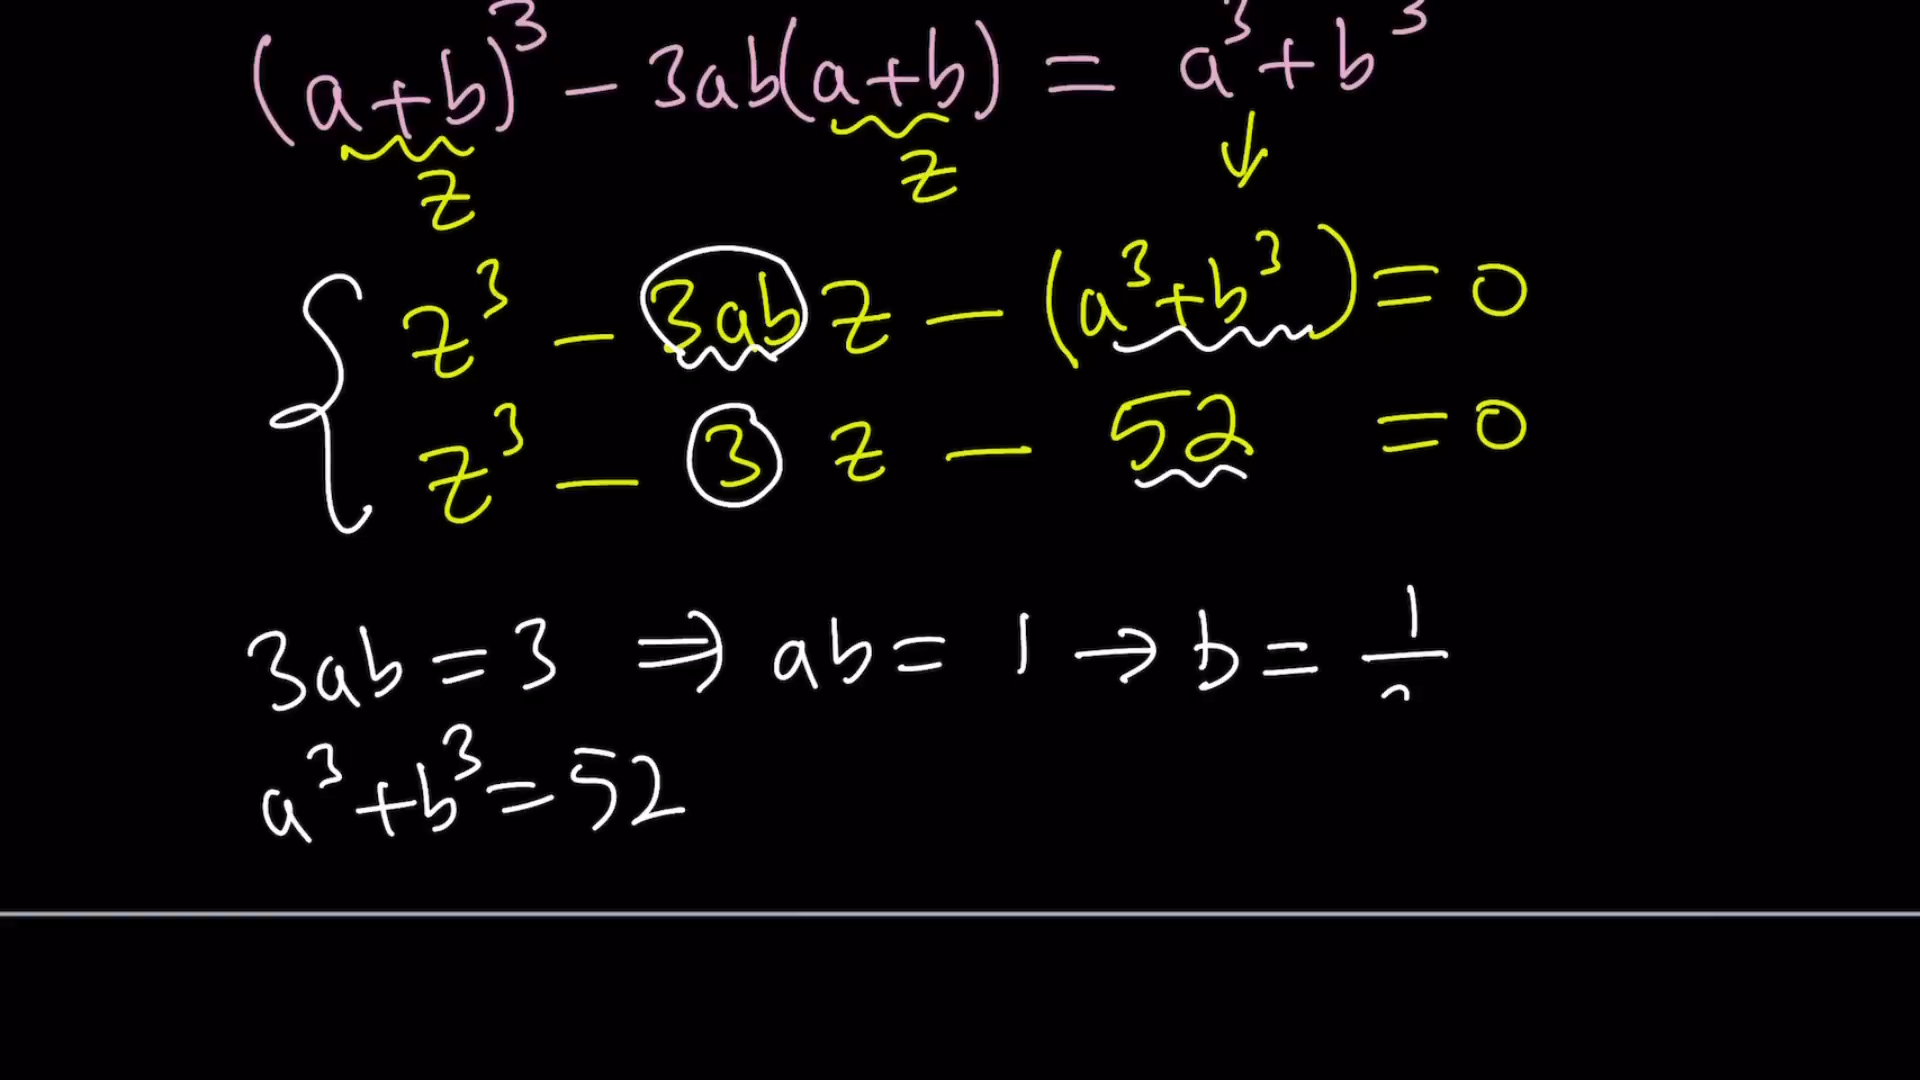 (a+b)³ − 3ab(a+b) = a³+b³
z z ↓
z³ − 3ab z − (a³+b³) = 0
z³ − 3 z − 52 = 0
3ab = 3 ⇒ ab = 1 → b = 1/
a³+b³ = 52